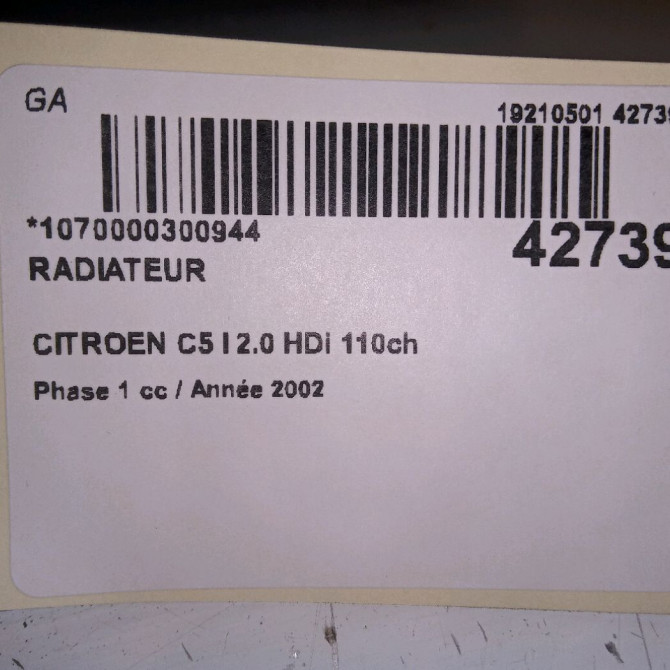 GA
19210501 42739
*1070000300944
42739
RADIATEUR
CITROEN C5 I 2.0 HDi 110ch
Phase 1 cc / Année 2002